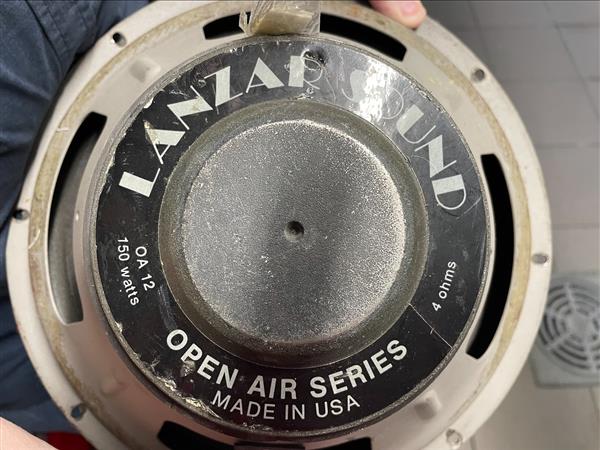 LANZAR SOUND
OA 12
150 watts
4 ohms
OPEN AIR SERIES
MADE IN USA